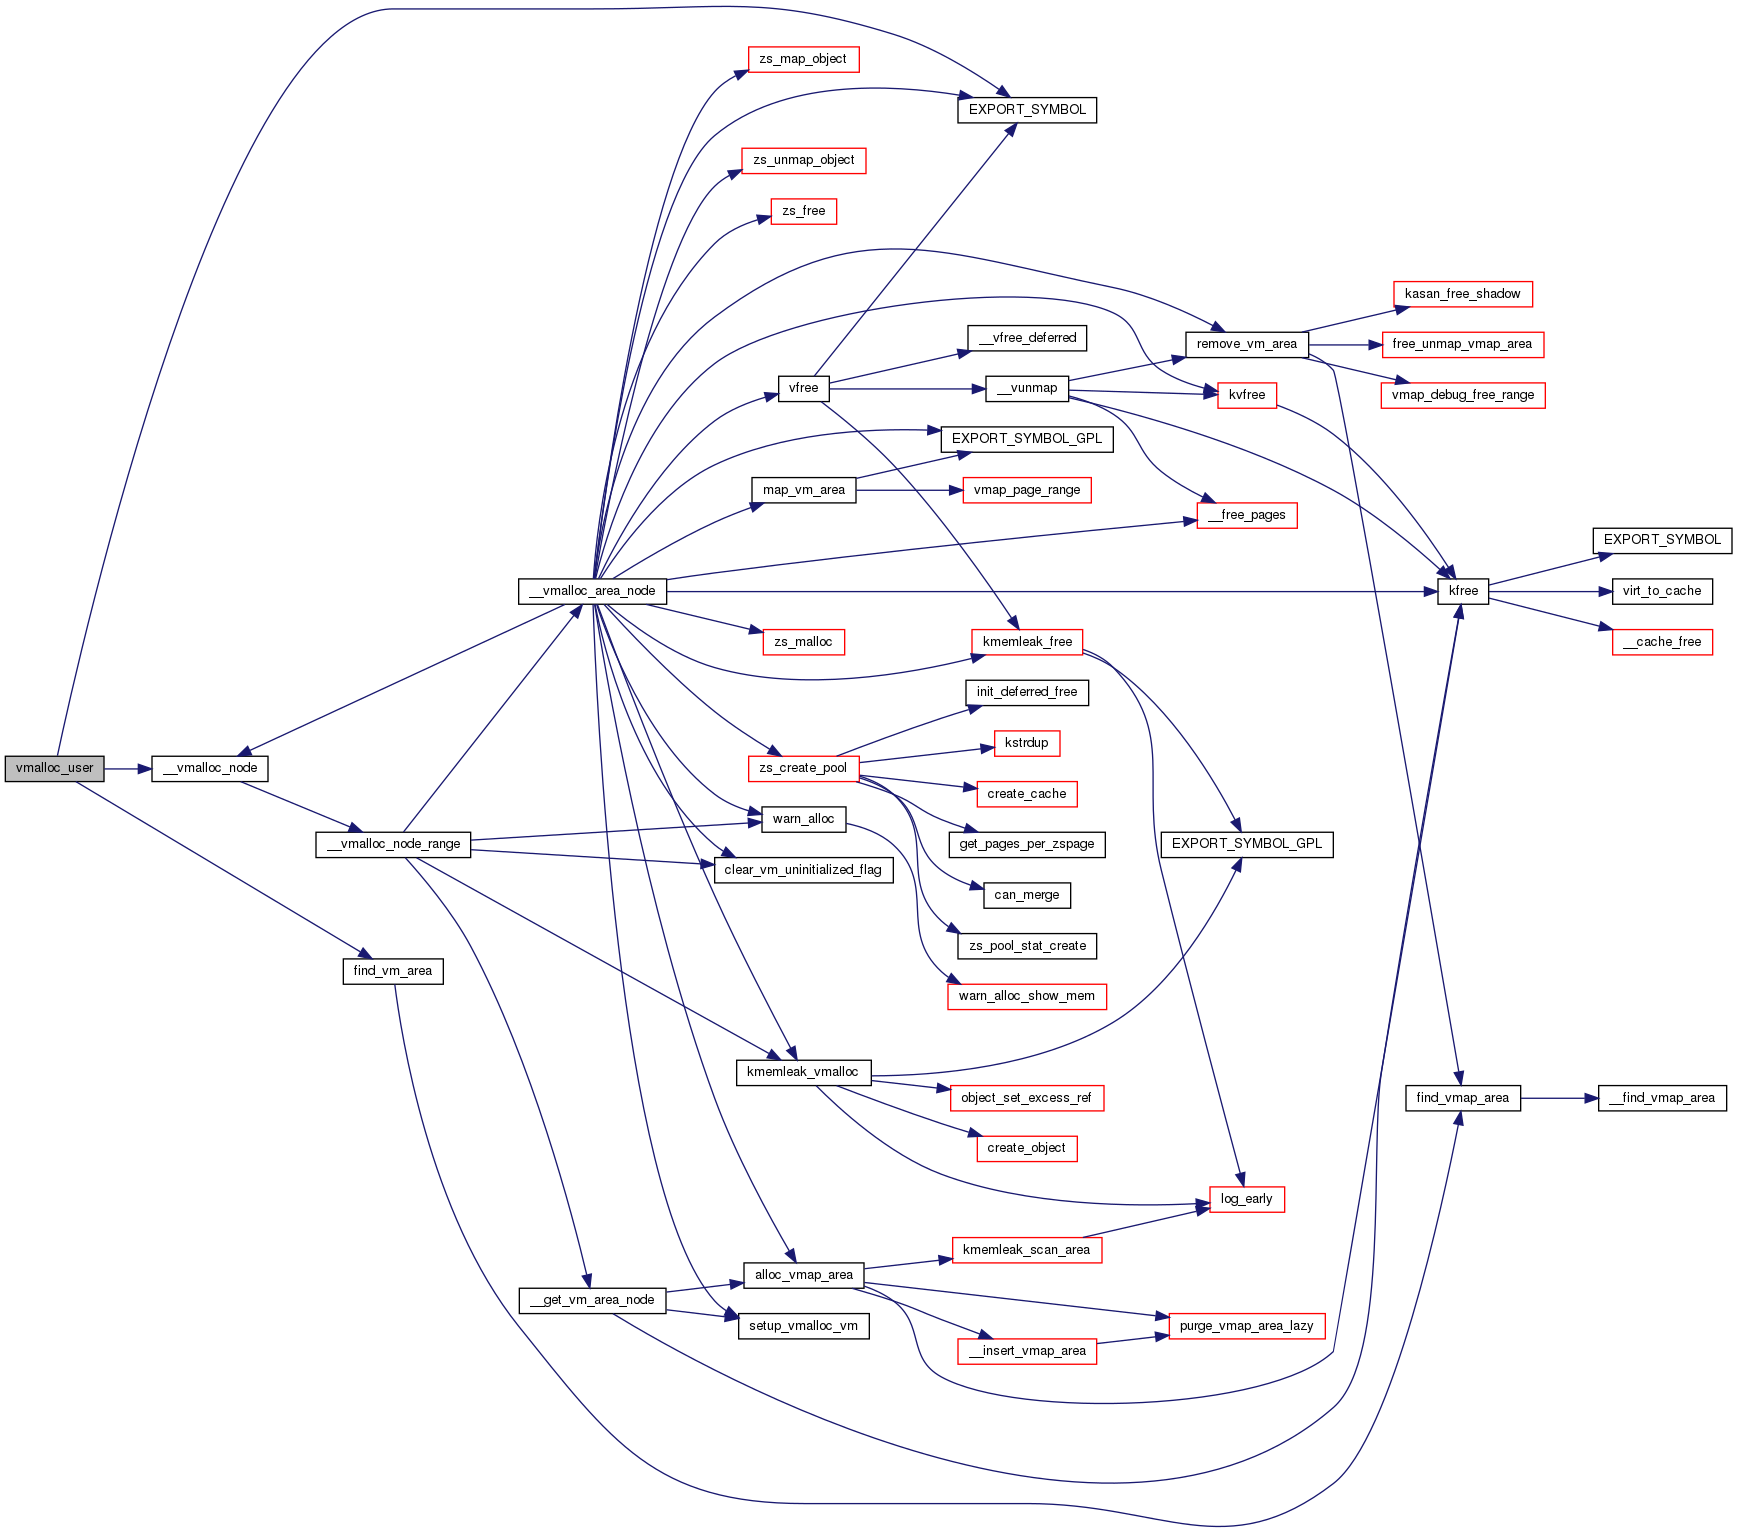 zs_map_object
EXPORT_SYMBOL
zs_unmap_object
zs_free
kasan_free_shadow
__vfree_deferred
remove_vm_area
free_unmap_vmap_area
vfree
__vunmap
kvfree
vmap_debug_free_range
EXPORT_SYMBOL_GPL
map_vm_area
vmap_page_range
__free_pages
EXPORT_SYMBOL
__vmalloc_area_node
kfree
virt_to_cache
zs_malloc
kmemleak_free
__cache_free
init_deferred_free
kstrdup
vmalloc_user
__vmalloc_node
zs_create_pool
create_cache
warn_alloc
__vmalloc_node_range
get_pages_per_zspage
EXPORT_SYMBOL_GPL
clear_vm_uninitialized_flag
can_merge
zs_pool_stat_create
find_vm_area
warn_alloc_show_mem
kmemleak_vmalloc
object_set_excess_ref
find_vmap_area
__find_vmap_area
create_object
log_early
kmemleak_scan_area
alloc_vmap_area
__get_vm_area_node
setup_vmalloc_vm
purge_vmap_area_lazy
__insert_vmap_area